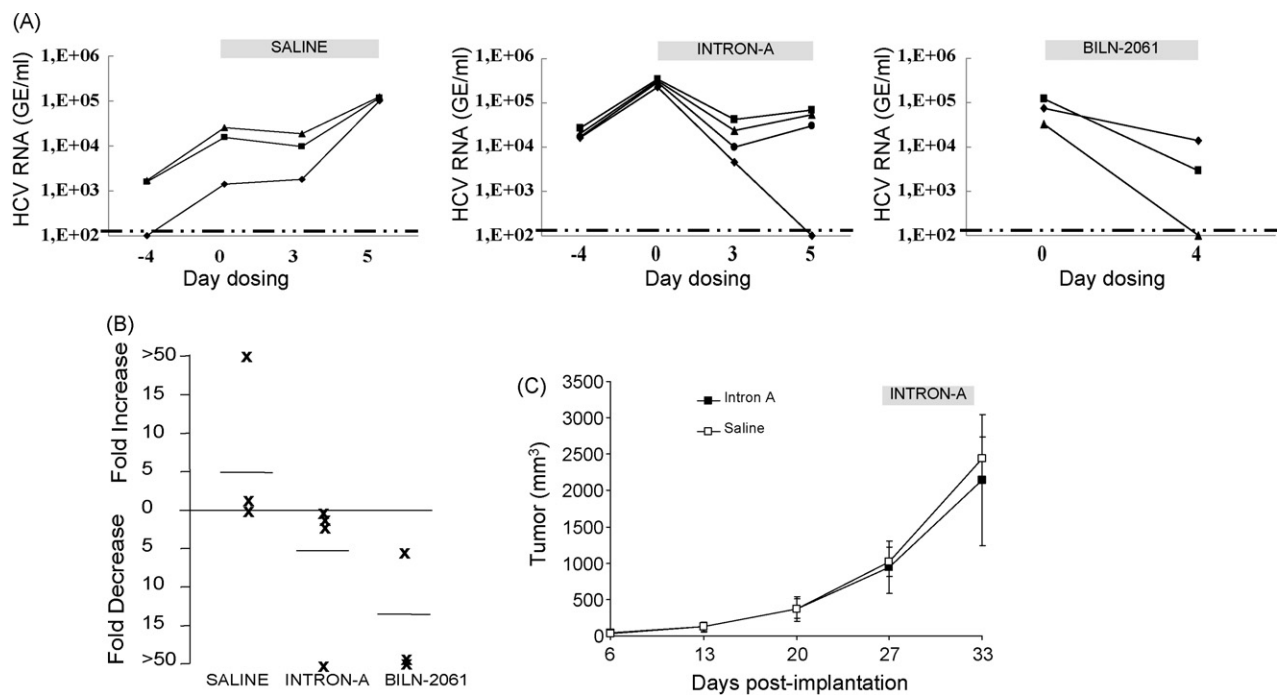 (A)
SALINE
1,E+06
1,E+05
1,E+04
1,E+03
1,E+02
HCV RNA (GE/ml)
-4 0 3 5
Day dosing
INTRON-A
1,E+06
1,E+05
1,E+04
1,E+03
1,E+02
HCV RNA (GE/ml)
-4 0 3 5
Day dosing
BILN-2061
1,E+06
1,E+05
1,E+04
1,E+03
1,E+02
HCV RNA (GE/ml)
0 4
Day dosing
(B)
Fold Increase
Fold Decrease
>50
15
10
5
0
5
10
15
>50
SALINE INTRON-A BILN-2061
(C)
Intron A
Saline
INTRON-A
3500
3000
2500
2000
1500
1000
500
0
Tumor (mm³)
6 13 20 27 33
Days post-implantation